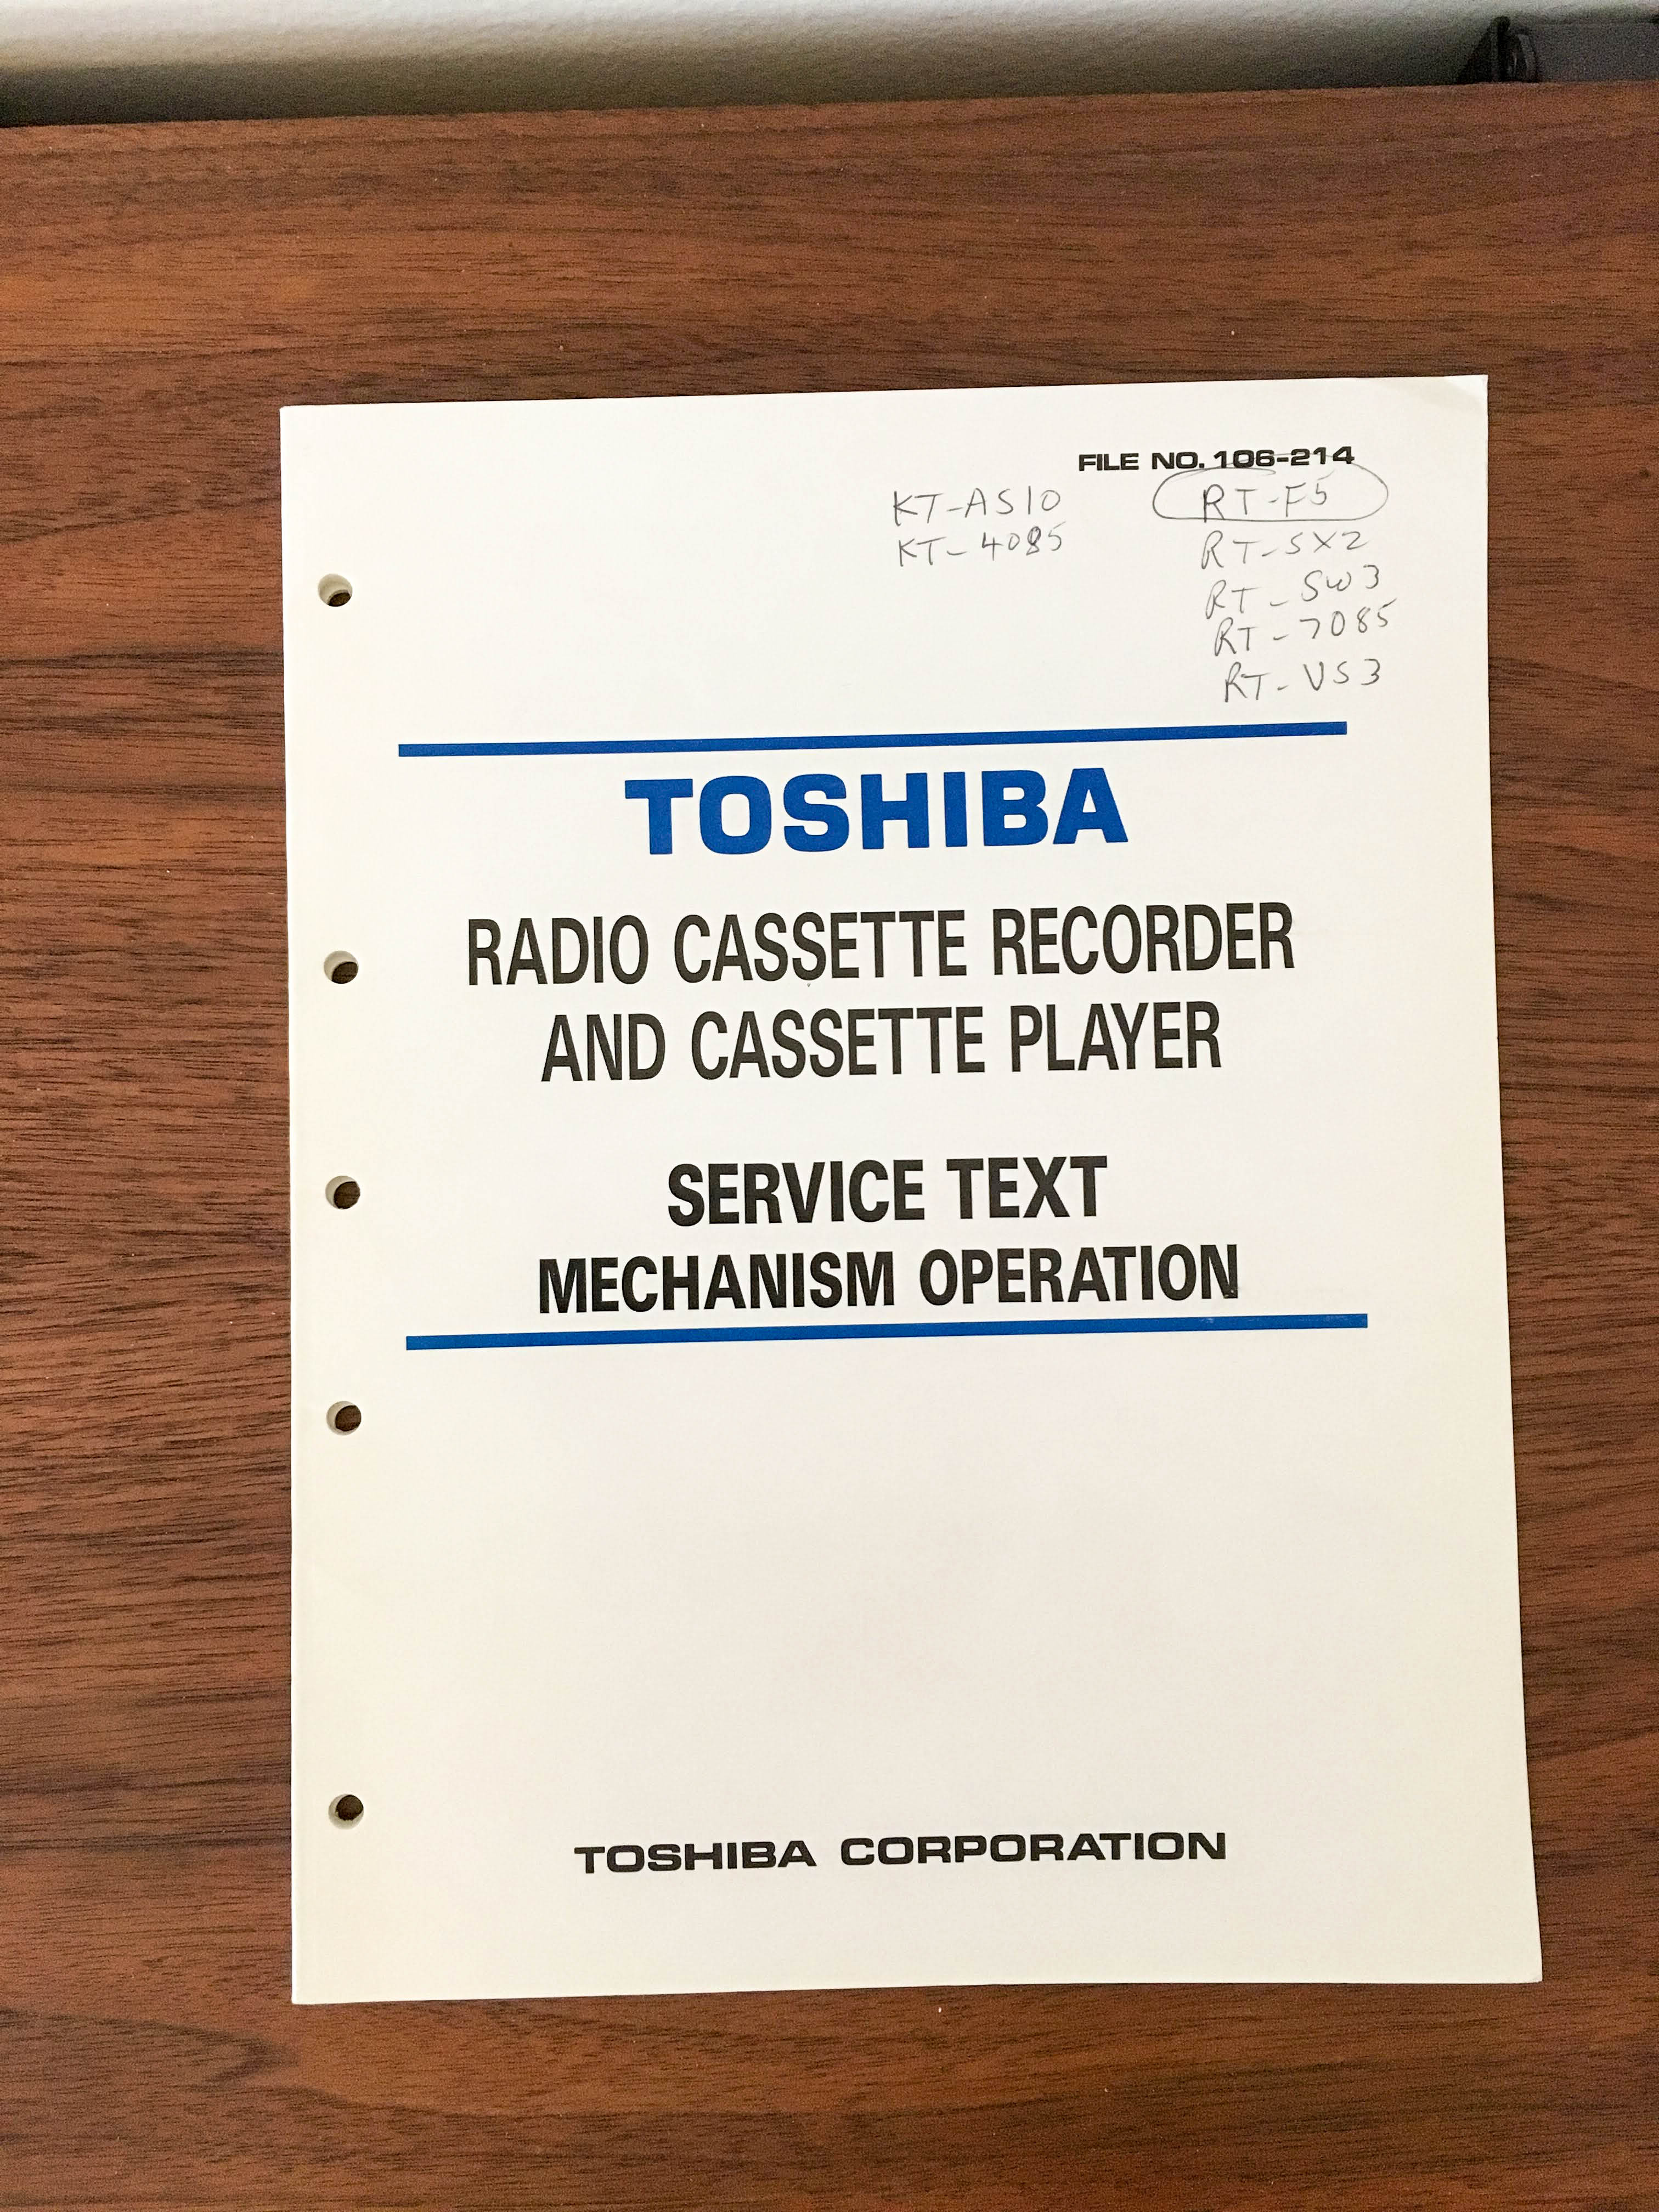 FILE NO. 106-214
KT-AS10
KT-4085
RT-F5
RT-SX2
RT-SW3
RT-7085
RT-VS3
TOSHIBA
RADIO CASSETTE RECORDER
AND CASSETTE PLAYER
SERVICE TEXT
MECHANISM OPERATION
TOSHIBA CORPORATION